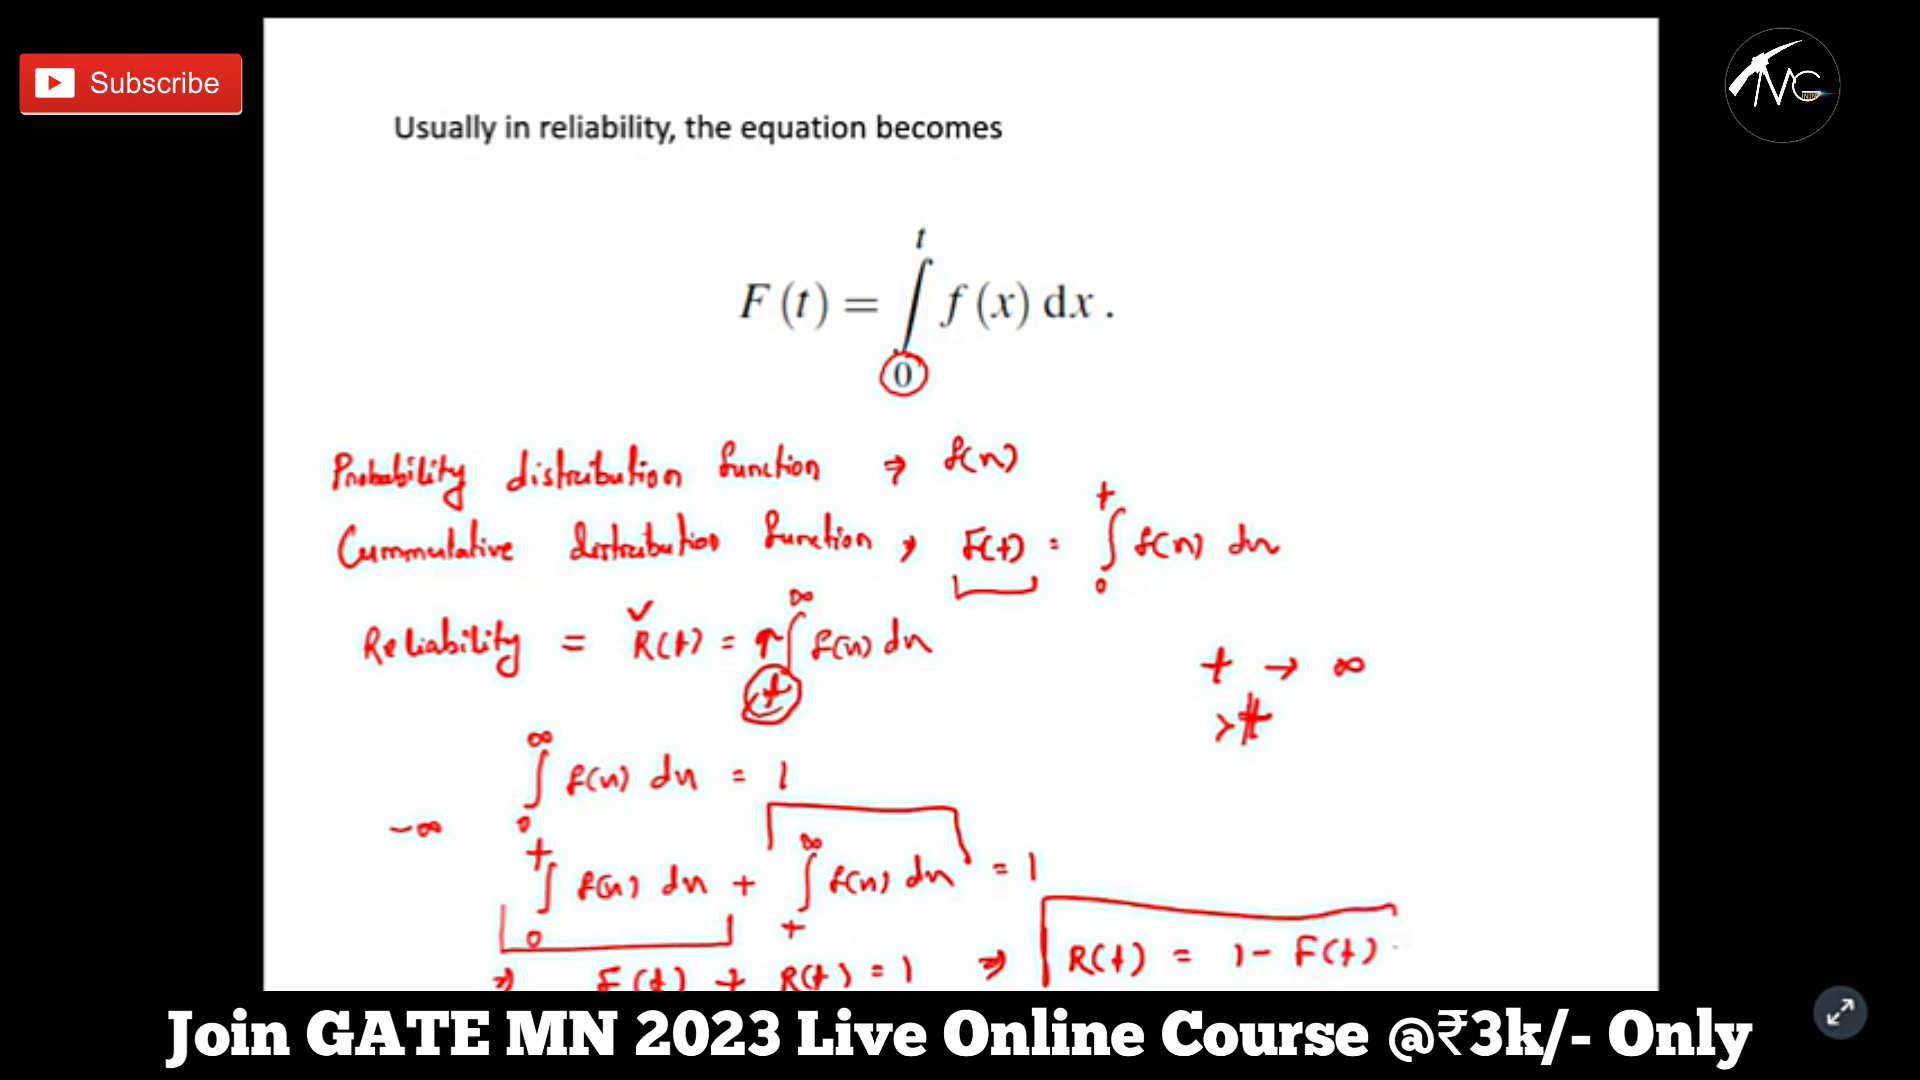 Subscribe
MG
Usually in reliability, the equation becomes
F(t) = ∫₀ᵗ f(x) dx.
Probability distribution function → f(x)
Cummulative distribution function, F(t) = ∫₀ᵗ f(x) dx
Reliability = R(t) = ∫ₜ^∞ f(x) dx
t → ∞
>t
∫₀^∞ f(x) dx = 1
-∞
∫₀ᵗ f(x) dx + ∫ₜ^∞ f(x) dx = 1
⇒ F(t) + R(t) = 1 ⇒ R(t) = 1 - F(t)
Join GATE MN 2023 Live Online Course @₹3k/- Only